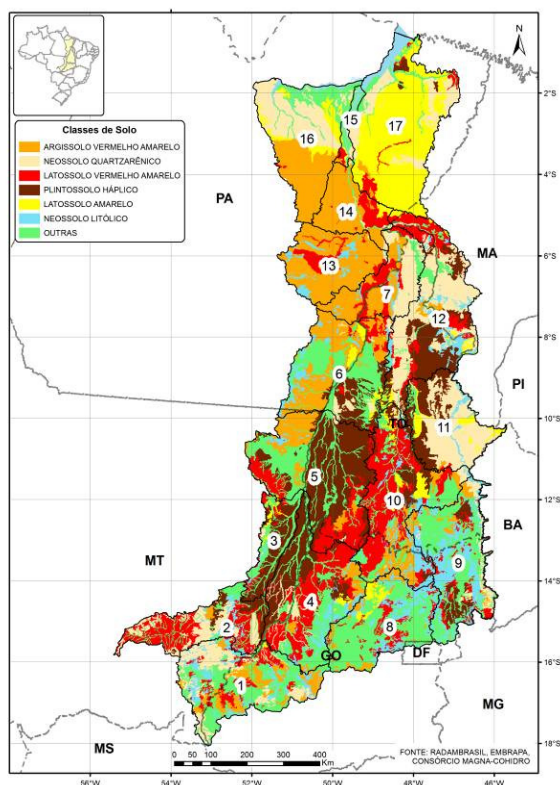 N
2°S
4°S
6°S
8°S
10°S
12°S
14°S
16°S
18°S
Classes de Solo
ARGISSOLO VERMELHO AMARELO
NEOSSOLO QUARTZARÊNICO
LATOSSOLO VERMELHO AMARELO
PLINTOSSOLO HÁPLICO
LATOSSOLO AMARELO
NEOSSOLO LITÓLICO
OUTRAS
16
15
17
PA
14
MA
13
7
12
6
PI
TO
11
5
10
BA
3
9
MT
4
2
8
GO
DF
1
MG
MS
0 50 100 200 300 400
Km
FONTE: RADAMBRASIL, EMBRAPA,
CONSÓRCIO MAGNA-COHIDRO
56°W
54°W
52°W
50°W
48°W
46°W